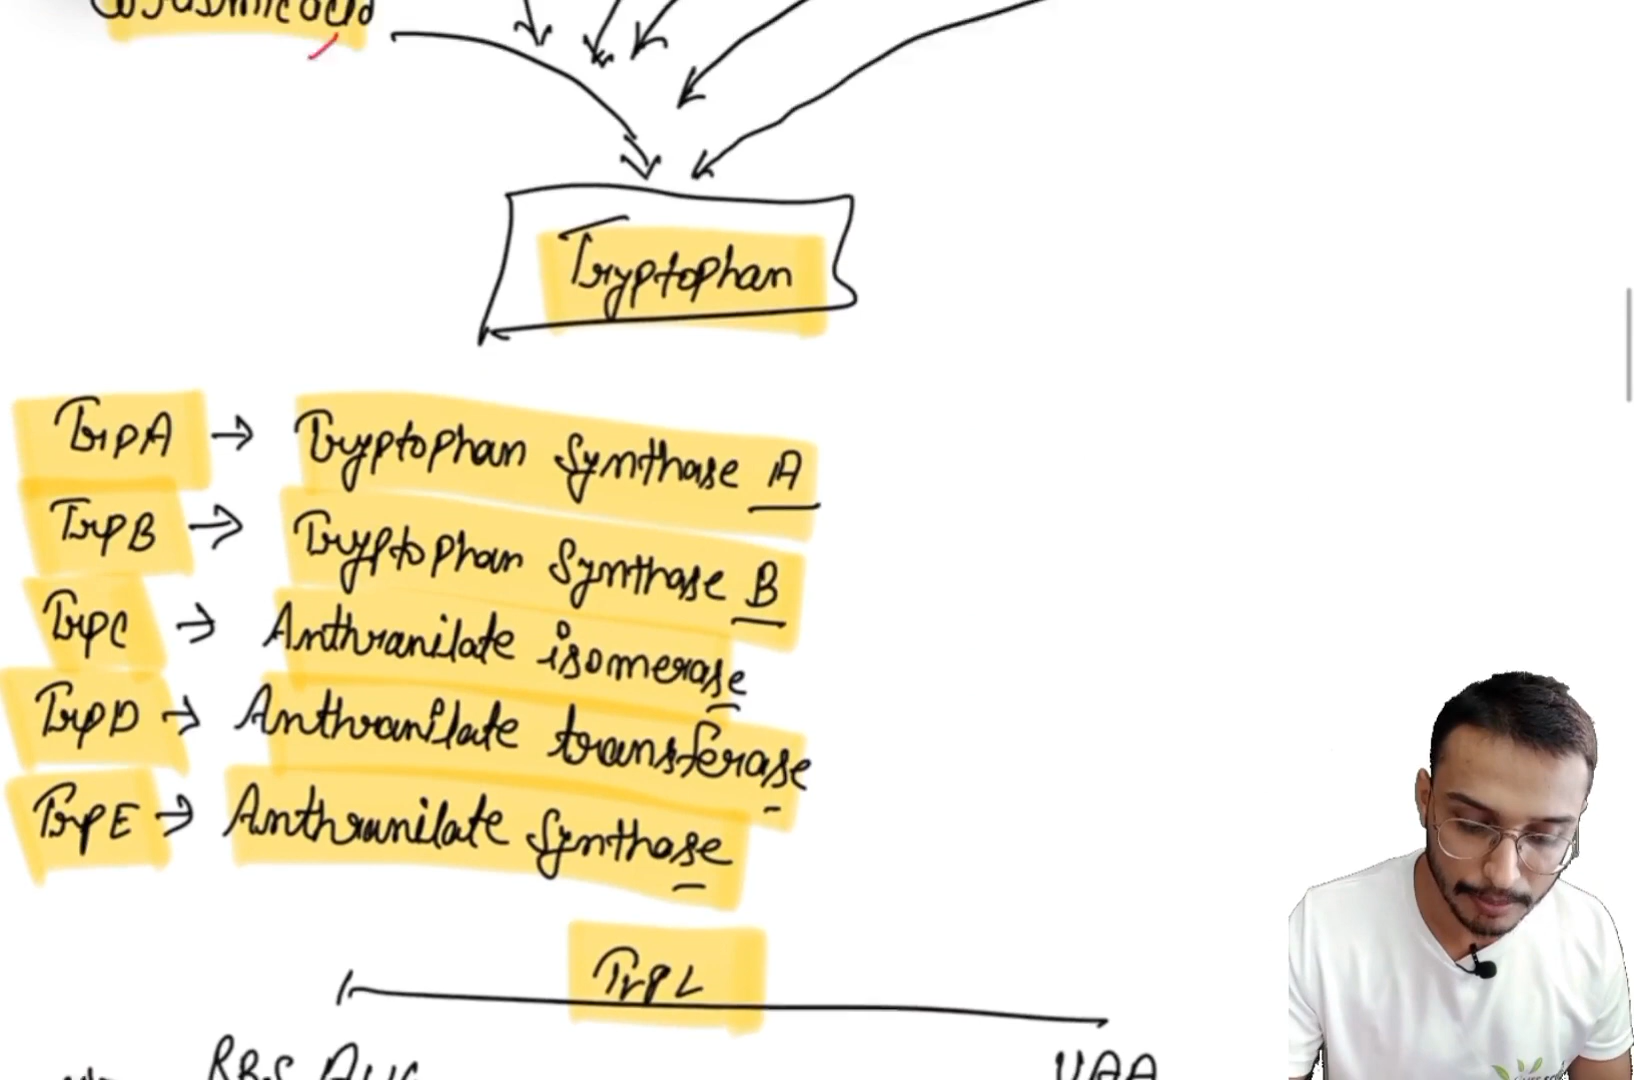 Tryptophan
TrpA → Tryptophan Synthase A
TrpB → Tryptophan Synthase B
TrpC → Anthranilate isomerase
TrpD → Anthranilate transferase
TrpE → Anthranilate Synthase
TrpL
RBS AUG UAA